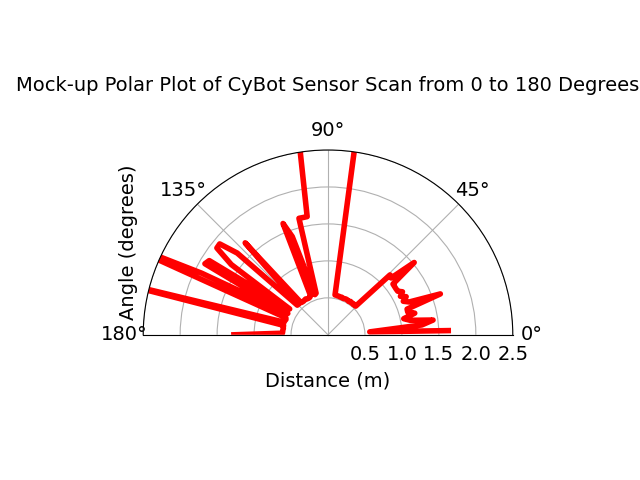 Mock-up Polar Plot of CyBot Sensor Scan from 0 to 180 Degrees
90°
135°
45°
Angle (degrees)
180°
0°
0.5 1.0 1.5 2.0 2.5
Distance (m)